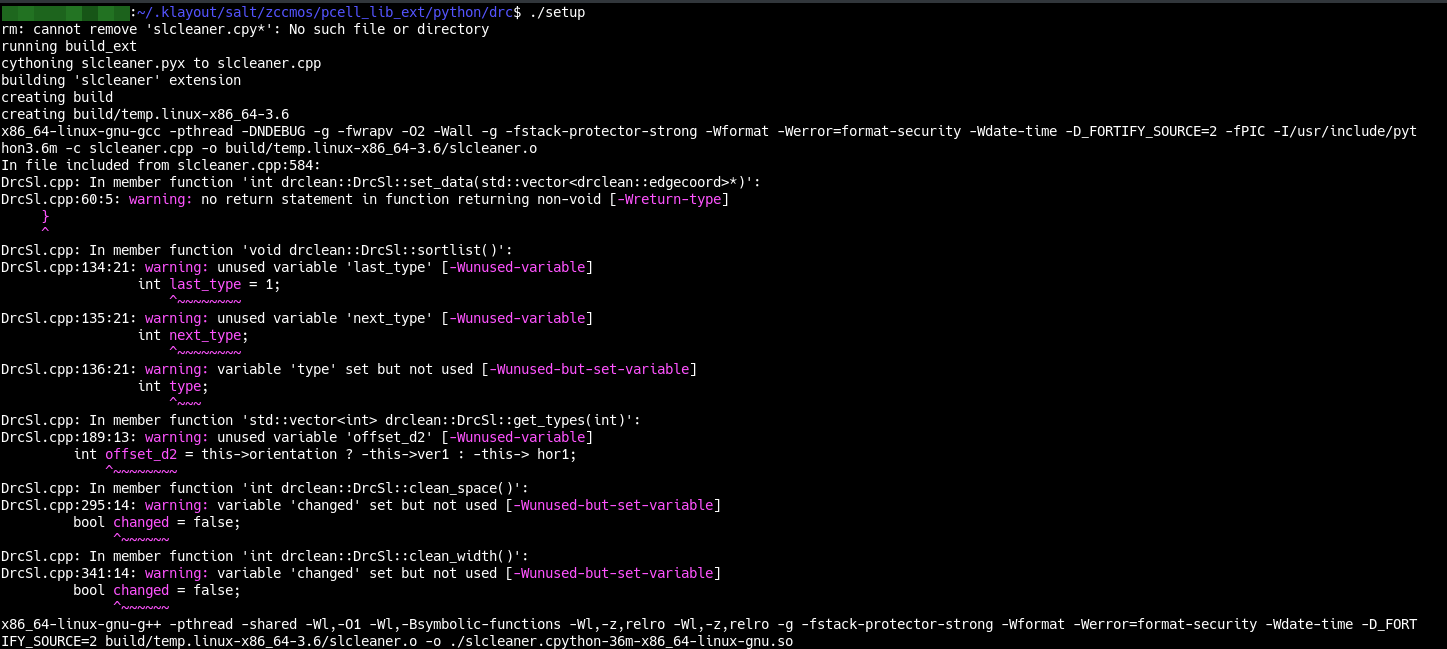 :~/.klayout/salt/zccmos/pcell_lib_ext/python/drc$ ./setup
rm: cannot remove 'slcleaner.cpy*': No such file or directory
running build_ext
cythoning slcleaner.pyx to slcleaner.cpp
building 'slcleaner' extension
creating build
creating build/temp.linux-x86_64-3.6
x86_64-linux-gnu-gcc -pthread -DNDEBUG -g -fwrapv -O2 -Wall -g -fstack-protector-strong -Wformat -Werror=format-security -Wdate-time -D_FORTIFY_SOURCE=2 -fPIC -I/usr/include/pyt
hon3.6m -c slcleaner.cpp -o build/temp.linux-x86_64-3.6/slcleaner.o
In file included from slcleaner.cpp:584:
DrcSl.cpp: In member function 'int drclean::DrcSl::set_data(std::vector<drclean::edgecoord>*)':
DrcSl.cpp:60:5: warning: no return statement in function returning non-void [-Wreturn-type]
     }
     ^
DrcSl.cpp: In member function 'void drclean::DrcSl::sortlist()':
DrcSl.cpp:134:21: warning: unused variable 'last_type' [-Wunused-variable]
                 int last_type = 1;
                     ^~~~~~~~~
DrcSl.cpp:135:21: warning: unused variable 'next_type' [-Wunused-variable]
                 int next_type;
                     ^~~~~~~~~
DrcSl.cpp:136:21: warning: variable 'type' set but not used [-Wunused-but-set-variable]
                 int type;
                     ^~~~
DrcSl.cpp: In member function 'std::vector<int> drclean::DrcSl::get_types(int)':
DrcSl.cpp:189:13: warning: unused variable 'offset_d2' [-Wunused-variable]
         int offset_d2 = this->orientation ? -this->ver1 : -this-> hor1;
             ^~~~~~~~~
DrcSl.cpp: In member function 'int drclean::DrcSl::clean_space()':
DrcSl.cpp:295:14: warning: variable 'changed' set but not used [-Wunused-but-set-variable]
         bool changed = false;
              ^~~~~~~
DrcSl.cpp: In member function 'int drclean::DrcSl::clean_width()':
DrcSl.cpp:341:14: warning: variable 'changed' set but not used [-Wunused-but-set-variable]
         bool changed = false;
              ^~~~~~~
x86_64-linux-gnu-g++ -pthread -shared -Wl,-O1 -Wl,-Bsymbolic-functions -Wl,-z,relro -Wl,-z,relro -g -fstack-protector-strong -Wformat -Werror=format-security -Wdate-time -D_FORT
IFY_SOURCE=2 build/temp.linux-x86_64-3.6/slcleaner.o -o ./slcleaner.cpython-36m-x86_64-linux-gnu.so